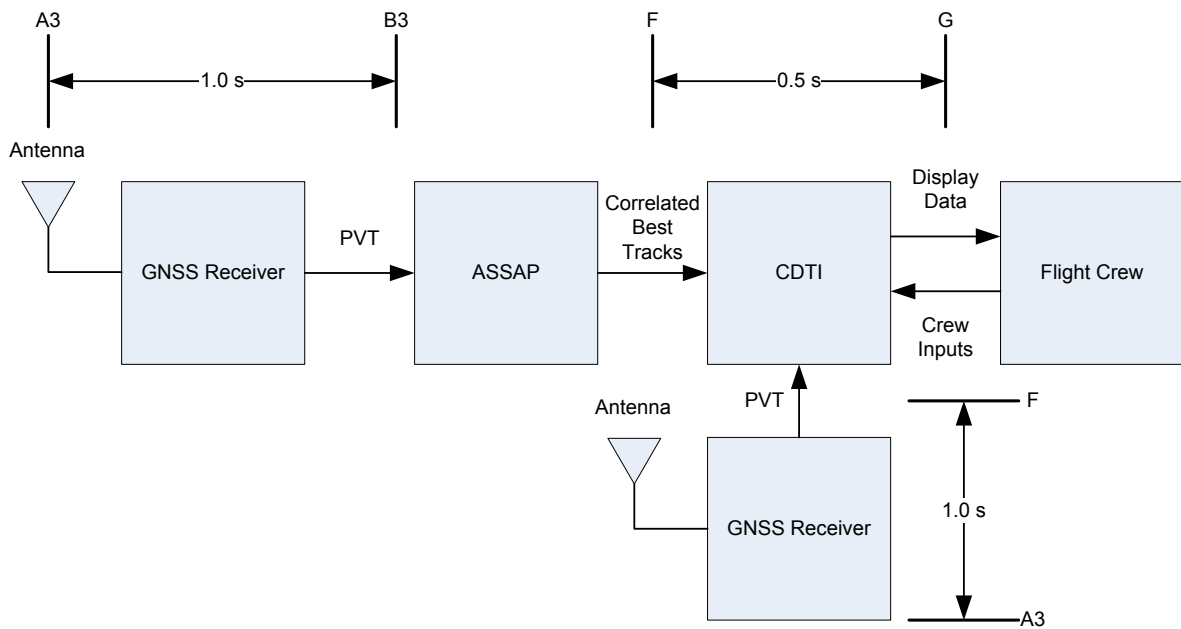 A3
B3
F
G
1.0 s
0.5 s
Antenna
GNSS Receiver
PVT
ASSAP
Correlated
Best
Tracks
CDTI
Display
Data
Crew
Inputs
Flight Crew
Antenna
PVT
GNSS Receiver
F
1.0 s
A3